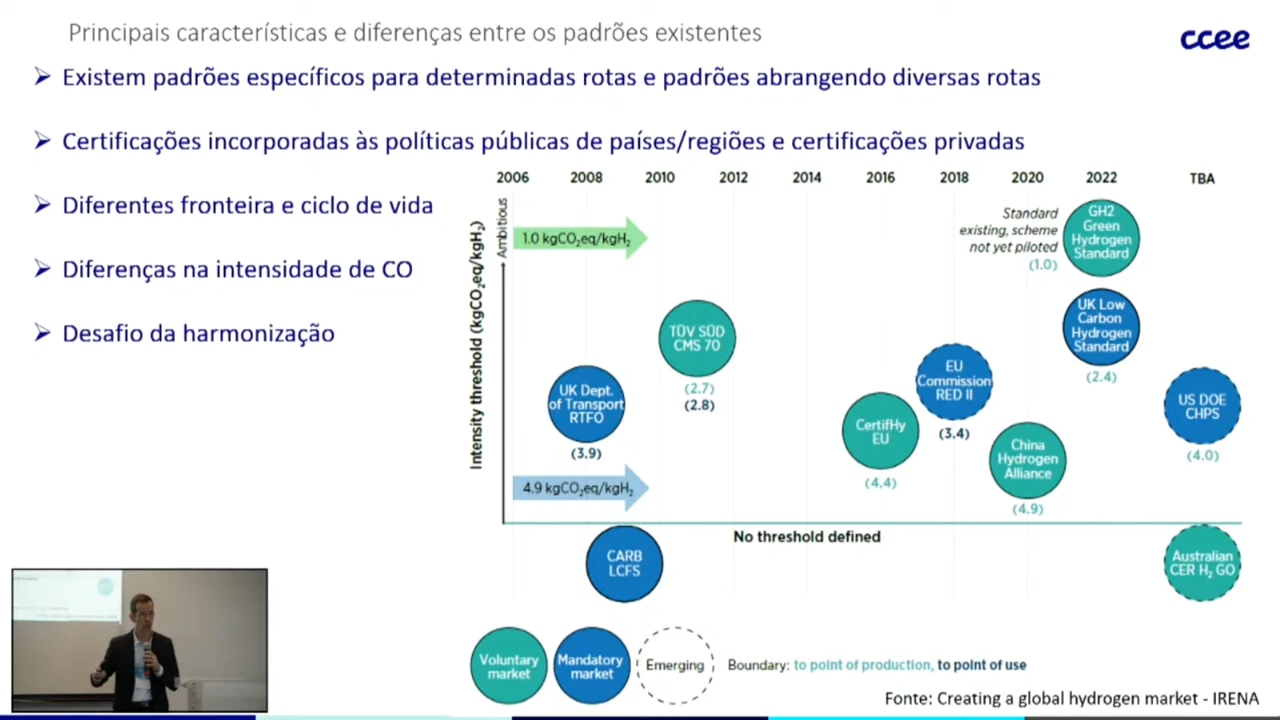 Principais características e diferenças entre os padrões existentes
ccee
Existem padrões específicos para determinadas rotas e padrões abrangendo diversas rotas
Certificações incorporadas às políticas públicas de países/regiões e certificações privadas
Diferentes fronteira e ciclo de vida
Diferenças na intensidade de CO
Desafio da harmonização
2006 2008 2010 2012 2014 2016 2018 2020 2022 TBA
Intensity threshold (kgCO₂eq/kgH₂)
Ambitious
1.0 kgCO₂eq/kgH₂
Standard
existing, scheme
not yet piloted
(1.0)
GH2
Green
Hydrogen
Standard
UK Low
Carbon
Hydrogen
Standard
(2.4)
TÜV SÜD
CMS 70
(2.7)
(2.8)
UK Dept.
of Transport
RTFO
(3.9)
EU
Commission
RED II
(3.4)
US DOE
CHPS
(4.0)
CertifHy
EU
(4.4)
China
Hydrogen
Alliance
(4.9)
4.9 kgCO₂eq/kgH₂
No threshold defined
CARB
LCFS
Australian
CER H₂ GO
Voluntary
market
Mandatory
market
Emerging
Boundary: to point of production, to point of use
Fonte: Creating a global hydrogen market - IRENA